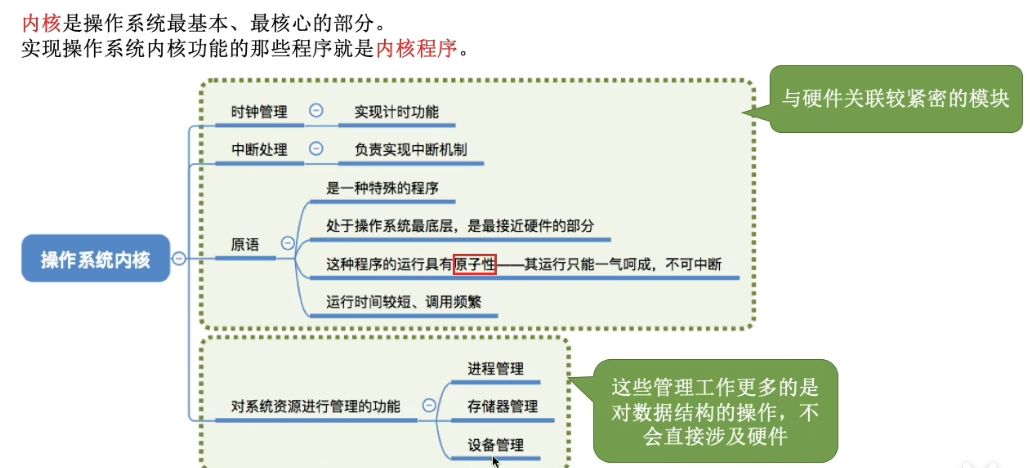 内核是操作系统最基本、最核心的部分。
实现操作系统内核功能的那些程序就是内核程序。
与硬件关联较紧密的模块
时钟管理
实现计时功能
中断处理
负责实现中断机制
是一种特殊的程序
处于操作系统最底层，是最接近硬件的部分
原语
这种程序的运行具有原子性——其运行只能一气呵成，不可中断
运行时间较短、调用频繁
操作系统内核
对系统资源进行管理的功能
进程管理
存储器管理
设备管理
这些管理工作更多的是
对数据结构的操作，不
会直接涉及硬件